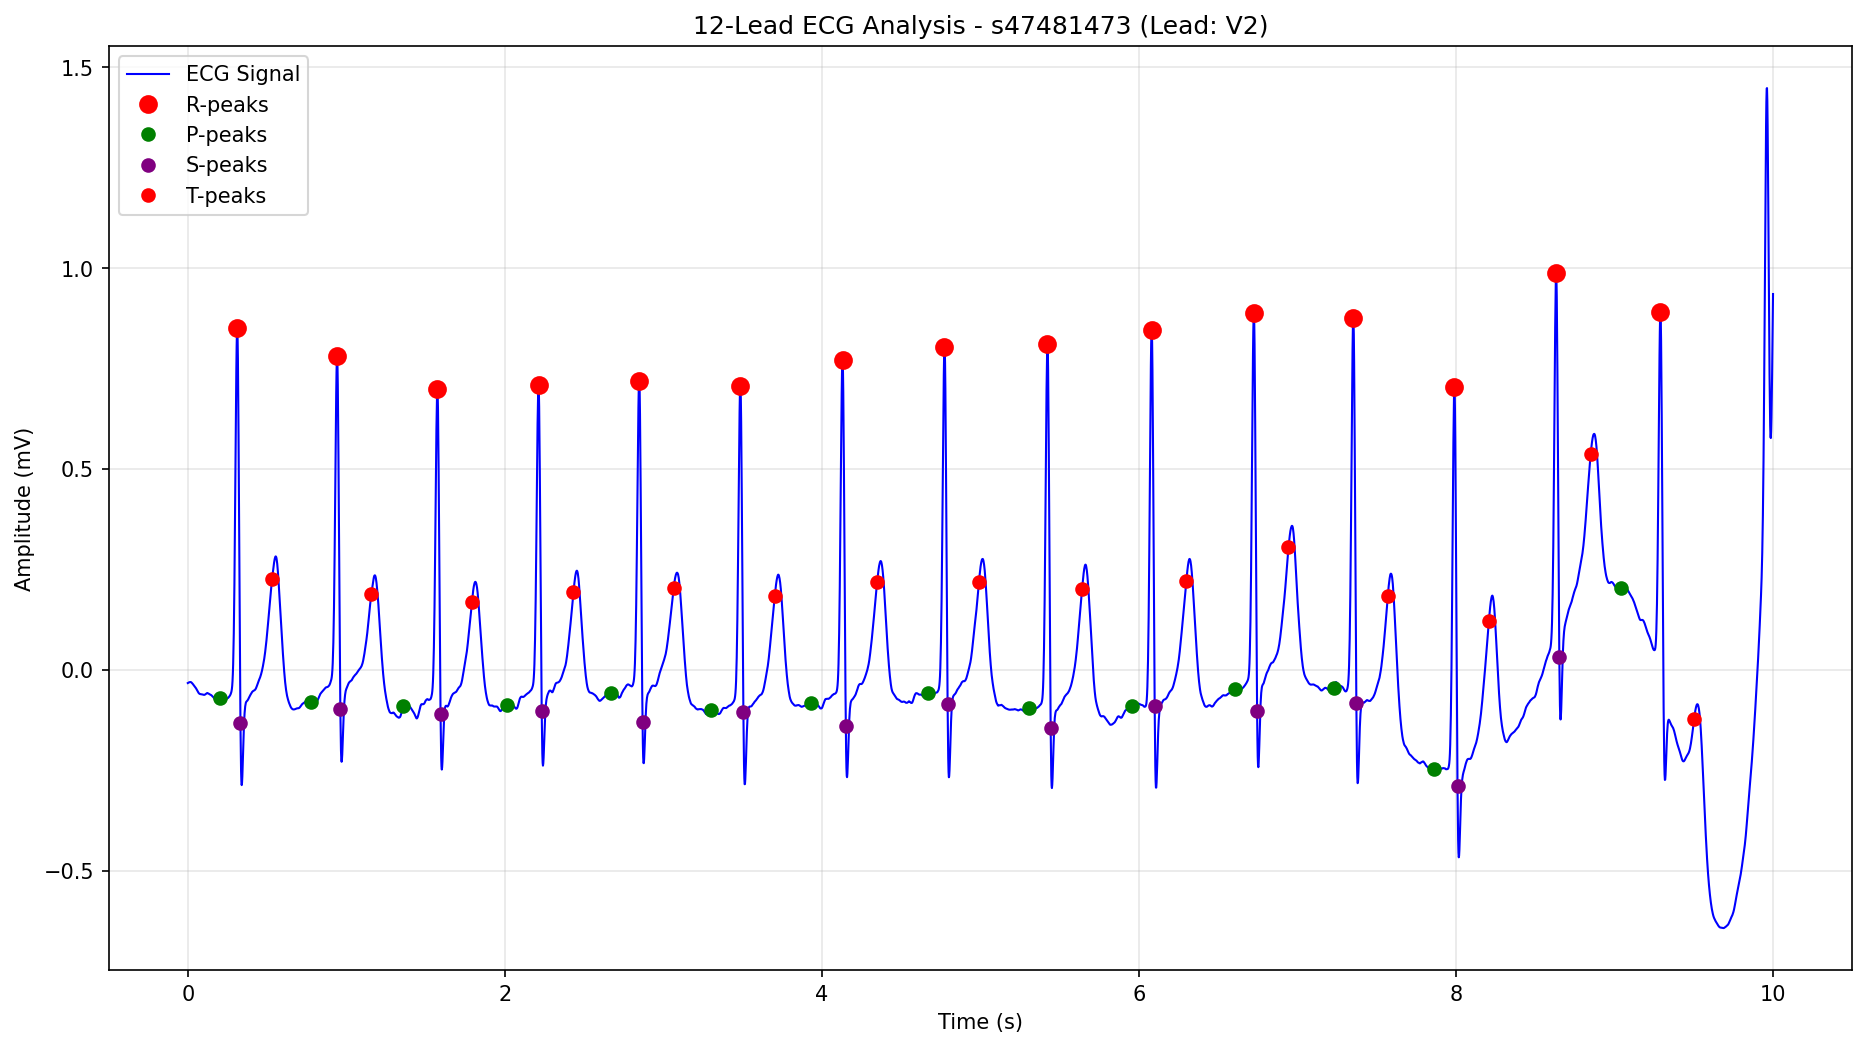 12-Lead ECG Analysis - s47481473 (Lead: V2)
ECG Signal
R-peaks
P-peaks
S-peaks
T-peaks
Amplitude (mV)
1.5
1.0
0.5
0.0
−0.5
0 2 4 6 8 10
Time (s)